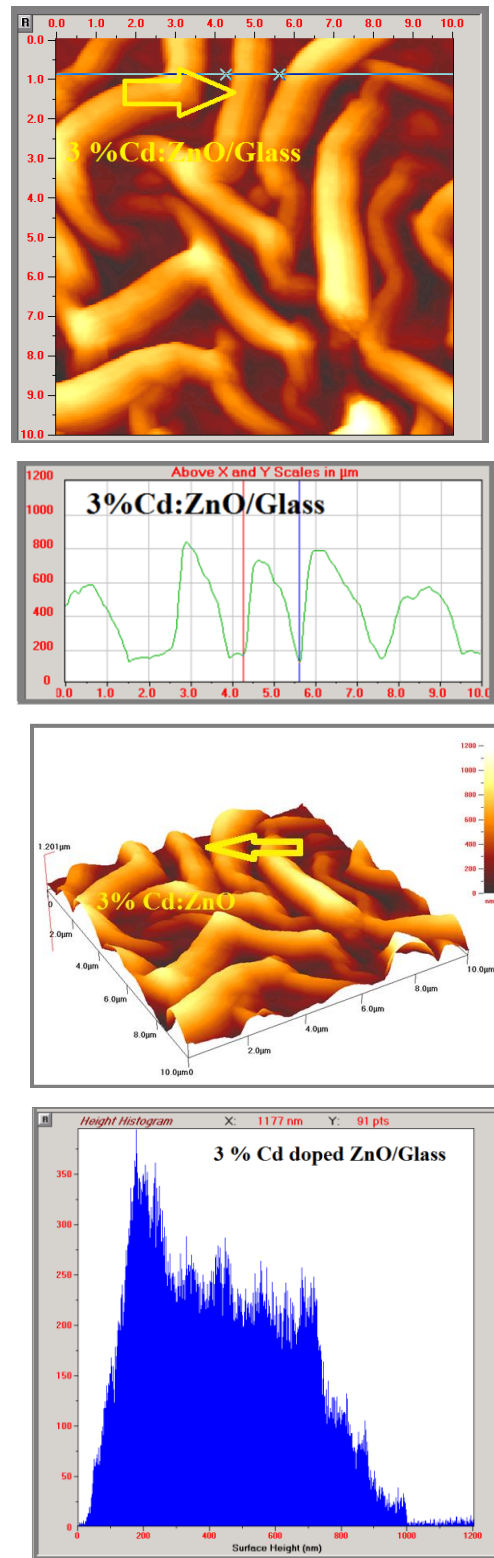 R 0.0 1.0 2.0 3.0 4.0 5.0 6.0 7.0 8.0 9.0 10.0
0.0
1.0
2.0
3 %Cd:ZnO/Glass
3.0
4.0
5.0
6.0
7.0
8.0
9.0
10.0
1200 Above X and Y Scales in µm
3%Cd:ZnO/Glass
1000
800
600
400
200
0
0.0 1.0 2.0 3.0 4.0 5.0 6.0 7.0 8.0 9.0 10.0
1200
1000
800
600
400
200
0
nm
1.201µm
0
3% Cd:ZnO
2.0µm
4.0µm
6.0µm
8.0µm
10.0µm0
2.0µm
4.0µm
6.0µm
8.0µm
10.0µm
R Height Histogram X: 1177 nm Y: 91 pts
3 % Cd doped ZnO/Glass
350
300
250
200
150
100
50
0
0 200 400 600 800 1000 1200
Surface Height (nm)